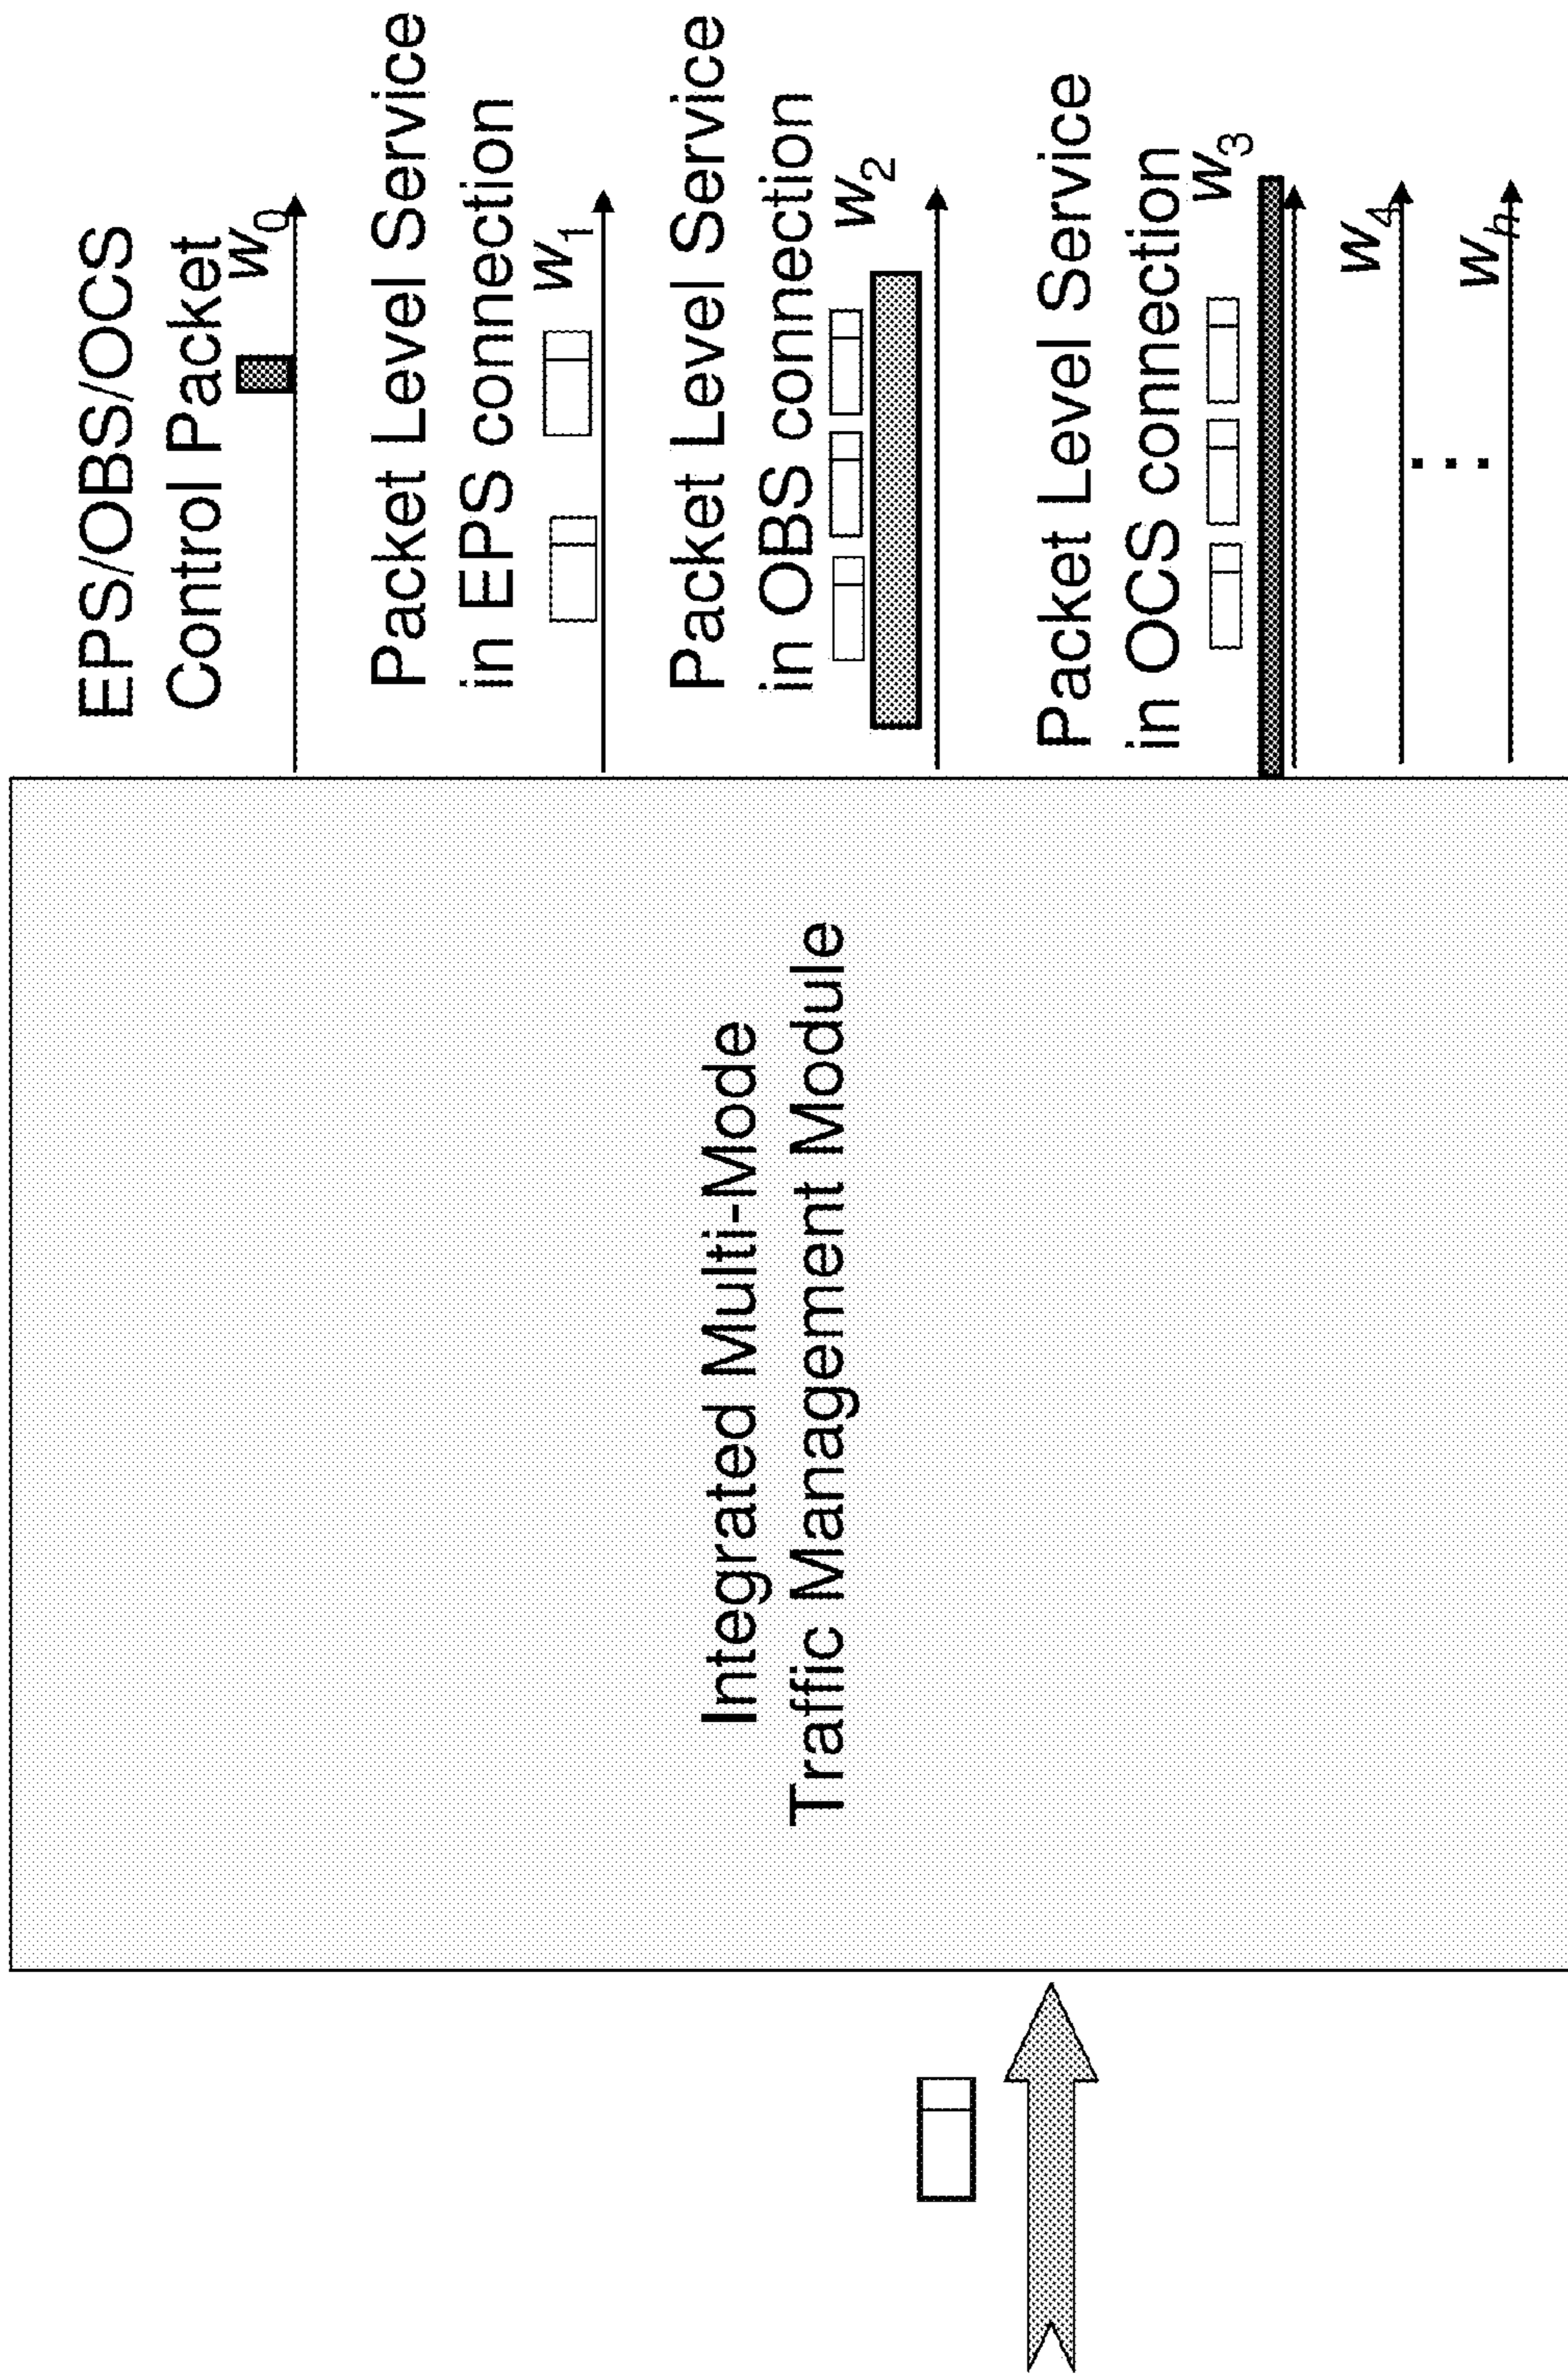 Integrated Multi-Mode
Traffic Management Module
EPS/OBS/OCS
Control Packet
w0
Packet Level Service
in EPS connection
w1
Packet Level Service
in OBS connection
w2
Packet Level Service
in OCS connection
w3
w4
wh